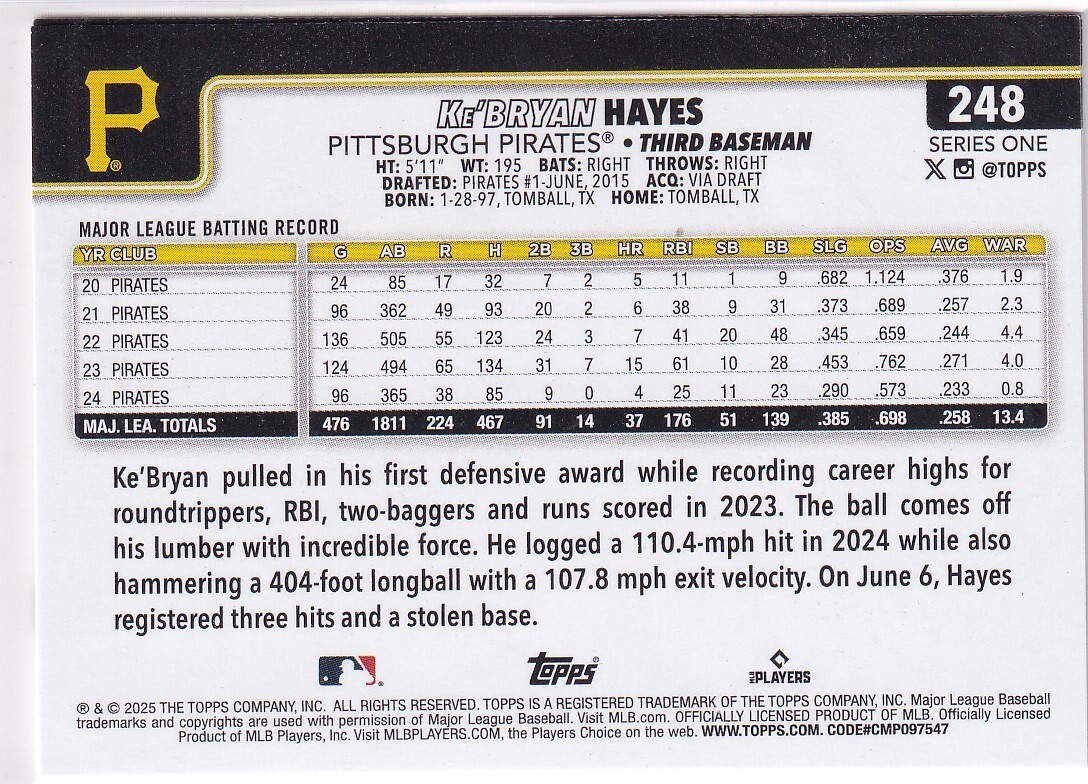 P®
KE'BRYAN HAYES
248
PITTSBURGH PIRATES® • THIRD BASEMAN
SERIES ONE
HT: 5'11" WT: 195 BATS: RIGHT THROWS: RIGHT
@TOPPS
DRAFTED: PIRATES #1-JUNE, 2015 ACQ: VIA DRAFT
BORN: 1-28-97, TOMBALL, TX HOME: TOMBALL, TX
MAJOR LEAGUE BATTING RECORD
YR CLUB G AB R H 2B 3B HR RBI SB BB SLG OPS AVG WAR
20 PIRATES 24 85 17 32 7 2 5 11 1 9 .682 1.124 .376 1.9
21 PIRATES 96 362 49 93 20 2 6 38 9 31 .373 .689 .257 2.3
22 PIRATES 136 505 55 123 24 3 7 41 20 48 .345 .659 .244 4.4
23 PIRATES 124 494 65 134 31 7 15 61 10 28 .453 .762 .271 4.0
24 PIRATES 96 365 38 85 9 0 4 25 11 23 .290 .573 .233 0.8
MAJ. LEA. TOTALS 476 1811 224 467 91 14 37 176 51 139 .385 .698 .258 13.4
Ke'Bryan pulled in his first defensive award while recording career highs for
roundtrippers, RBI, two-baggers and runs scored in 2023. The ball comes off
his lumber with incredible force. He logged a 110.4-mph hit in 2024 while also
hammering a 404-foot longball with a 107.8 mph exit velocity. On June 6, Hayes
registered three hits and a stolen base.
Topps® MLB PLAYERS
® & © 2025 THE TOPPS COMPANY, INC. ALL RIGHTS RESERVED. TOPPS IS A REGISTERED TRADEMARK OF THE TOPPS COMPANY, INC. Major League Baseball
trademarks and copyrights are used with permission of Major League Baseball. Visit MLB.com. OFFICIALLY LICENSED PRODUCT OF MLB. Officially Licensed
Product of MLB Players, Inc. Visit MLBPLAYERS.COM, the Players Choice on the web. WWW.TOPPS.COM. CODE#CMP097547